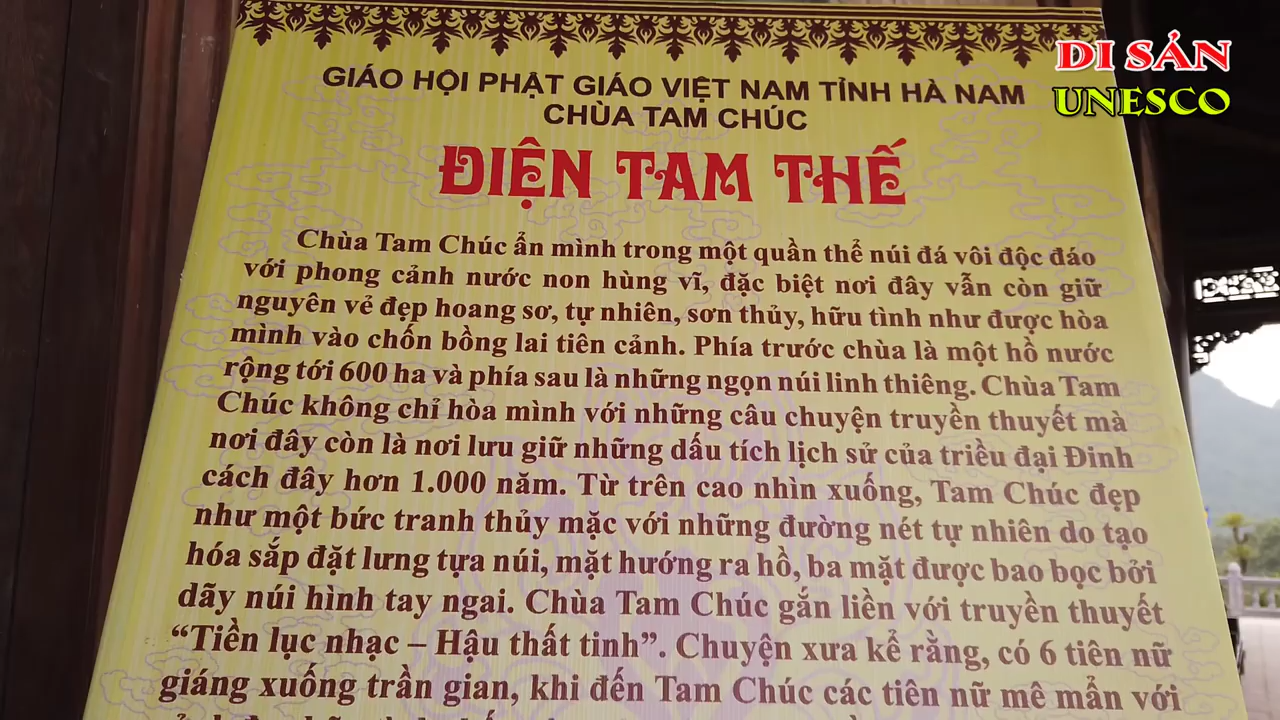 DI SẢN
UNESCO
GIÁO HỘI PHẬT GIÁO VIỆT NAM TỈNH HÀ NAM
CHÙA TAM CHÚC
ĐIỆN TAM THẾ
Chùa Tam Chúc ẩn mình trong một quần thể núi đá vôi độc đáo
với phong cảnh nước non hùng vĩ, đặc biệt nơi đây vẫn còn giữ
nguyên vẻ đẹp hoang sơ, tự nhiên, sơn thủy, hữu tình như được hòa
mình vào chốn bồng lai tiên cảnh. Phía trước chùa là một hồ nước
rộng tới 600 ha và phía sau là những ngọn núi linh thiêng. Chùa Tam
Chúc không chỉ hòa mình với những câu chuyện truyền thuyết mà
nơi đây còn là nơi lưu giữ những dấu tích lịch sử của triều đại Đinh
cách đây hơn 1.000 năm. Từ trên cao nhìn xuống, Tam Chúc đẹp
như một bức tranh thủy mặc với những đường nét tự nhiên do tạo
hóa sắp đặt lưng tựa núi, mặt hướng ra hồ, ba mặt được bao bọc bởi
dãy núi hình tay ngai. Chùa Tam Chúc gắn liền với truyền thuyết
“Tiền lục nhạc – Hậu thất tinh”. Chuyện xưa kể rằng, có 6 tiên nữ
giáng xuống trần gian, khi đến Tam Chúc các tiên nữ mê mẩn với